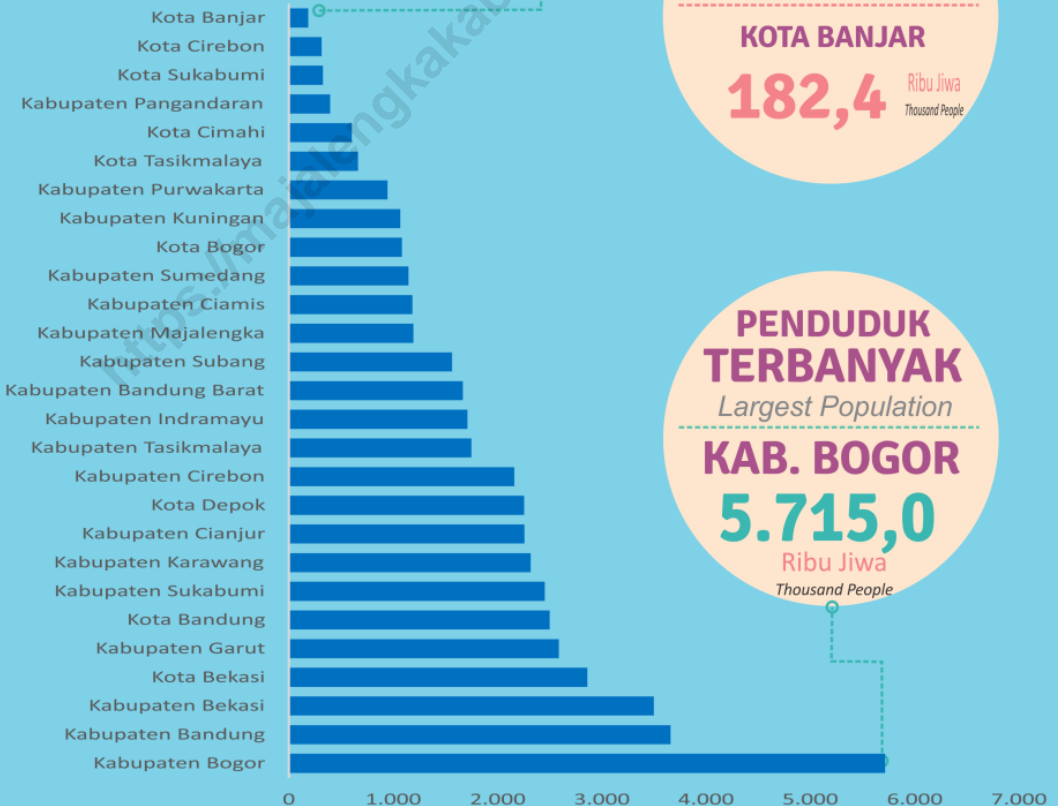 Kota Banjar
Kota Cirebon
Kota Sukabumi
Kabupaten Pangandaran
Kota Cimahi
Kota Tasikmalaya
Kabupaten Purwakarta
Kabupaten Kuningan
Kota Bogor
Kabupaten Sumedang
Kabupaten Ciamis
Kabupaten Majalengka
Kabupaten Subang
Kabupaten Bandung Barat
Kabupaten Indramayu
Kabupaten Tasikmalaya
Kabupaten Cirebon
Kota Depok
Kabupaten Cianjur
Kabupaten Karawang
Kabupaten Sukabumi
Kota Bandung
Kabupaten Garut
Kota Bekasi
Kabupaten Bekasi
Kabupaten Bandung
Kabupaten Bogor
0 1.000 2.000 3.000 4.000 5.000 6.000 7.000
KOTA BANJAR
182,4 Ribu Jiwa
Thousand People
PENDUDUK
TERBANYAK
Largest Population
KAB. BOGOR
5.715,0
Ribu Jiwa
Thousand People